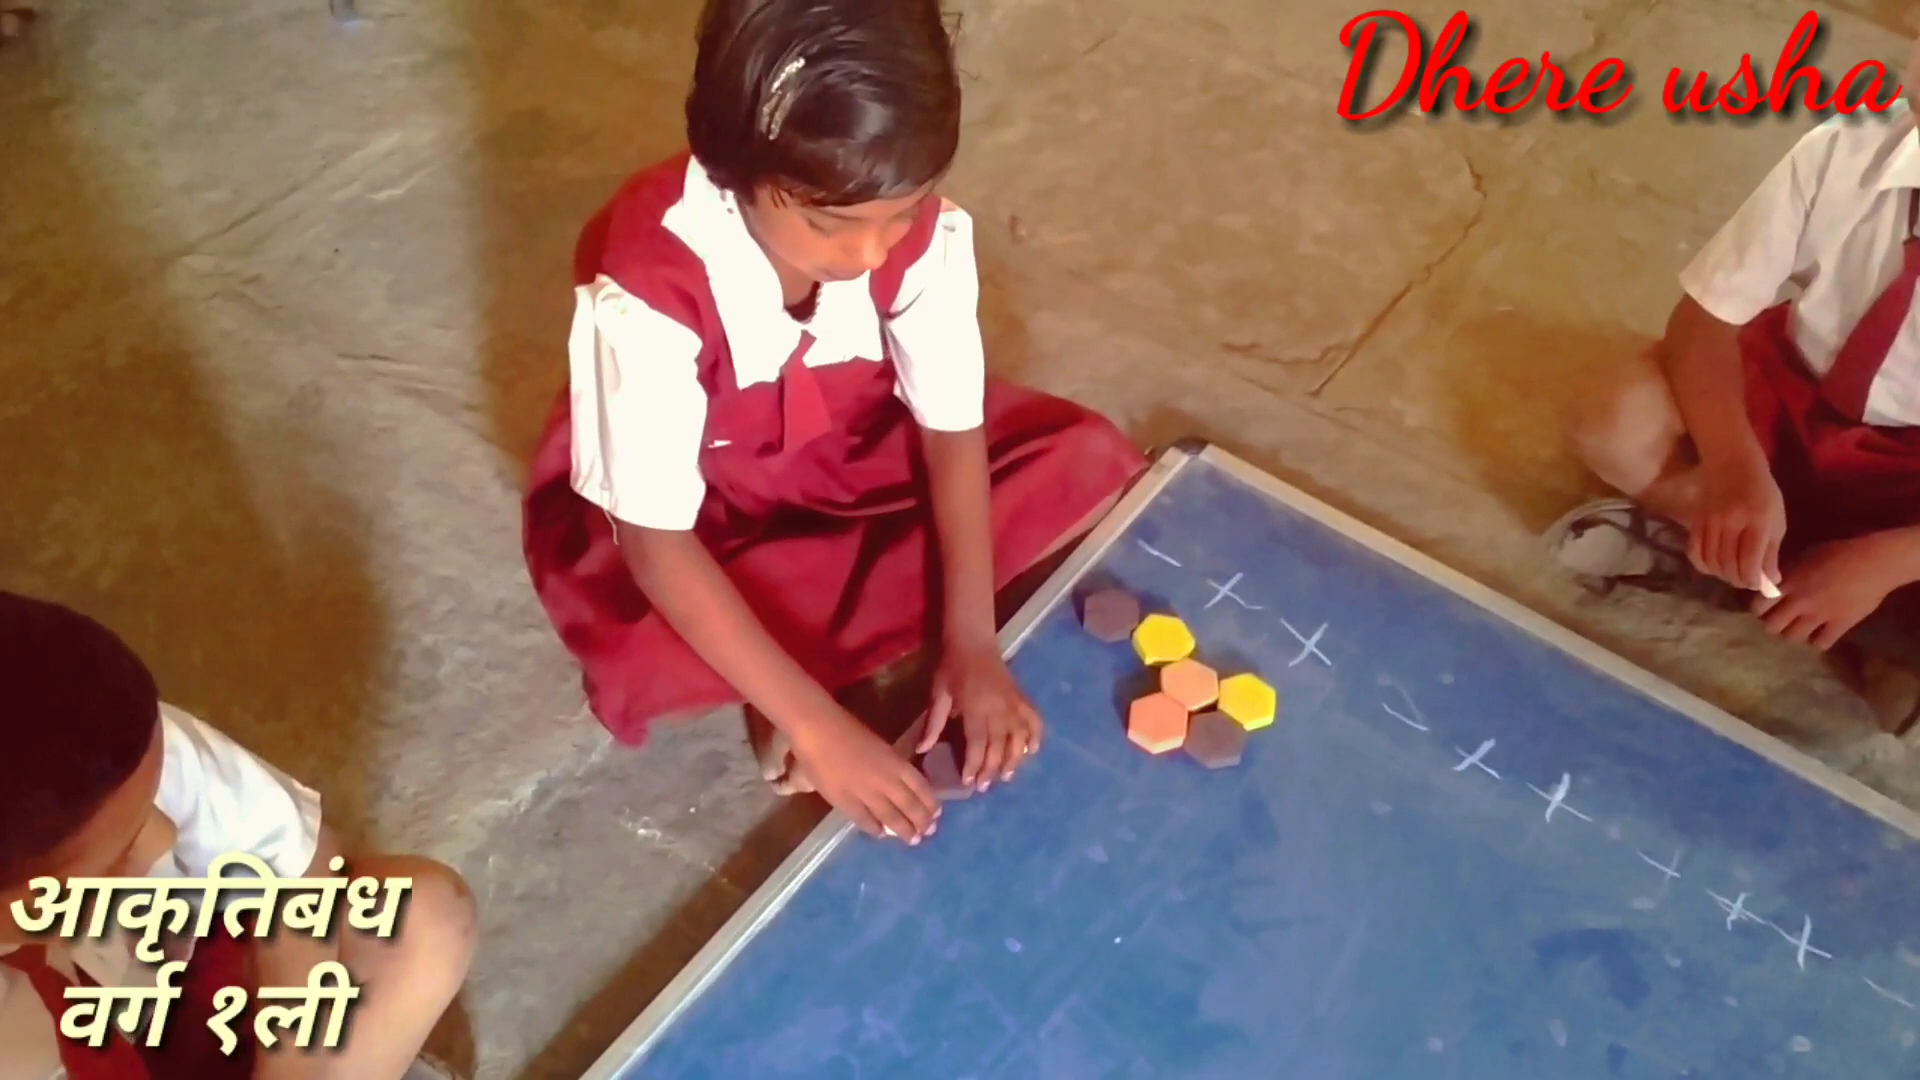 Dhere usha
− + + − + + − + + −
आकृतिबंध
वर्ग १ली